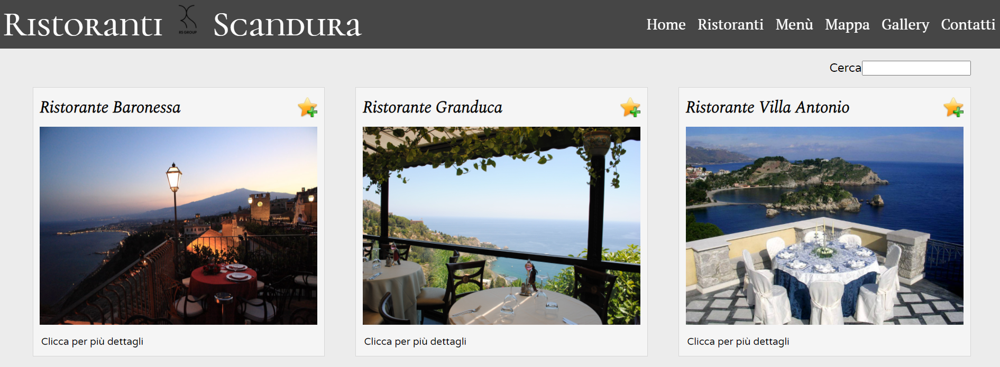 Ristoranti RS GROUP Scandura
Home Ristoranti Menù Mappa Gallery Contatti
Cerca
Ristorante Baronessa
Clicca per più dettagli
Ristorante Granduca
Clicca per più dettagli
Ristorante Villa Antonio
Clicca per più dettagli